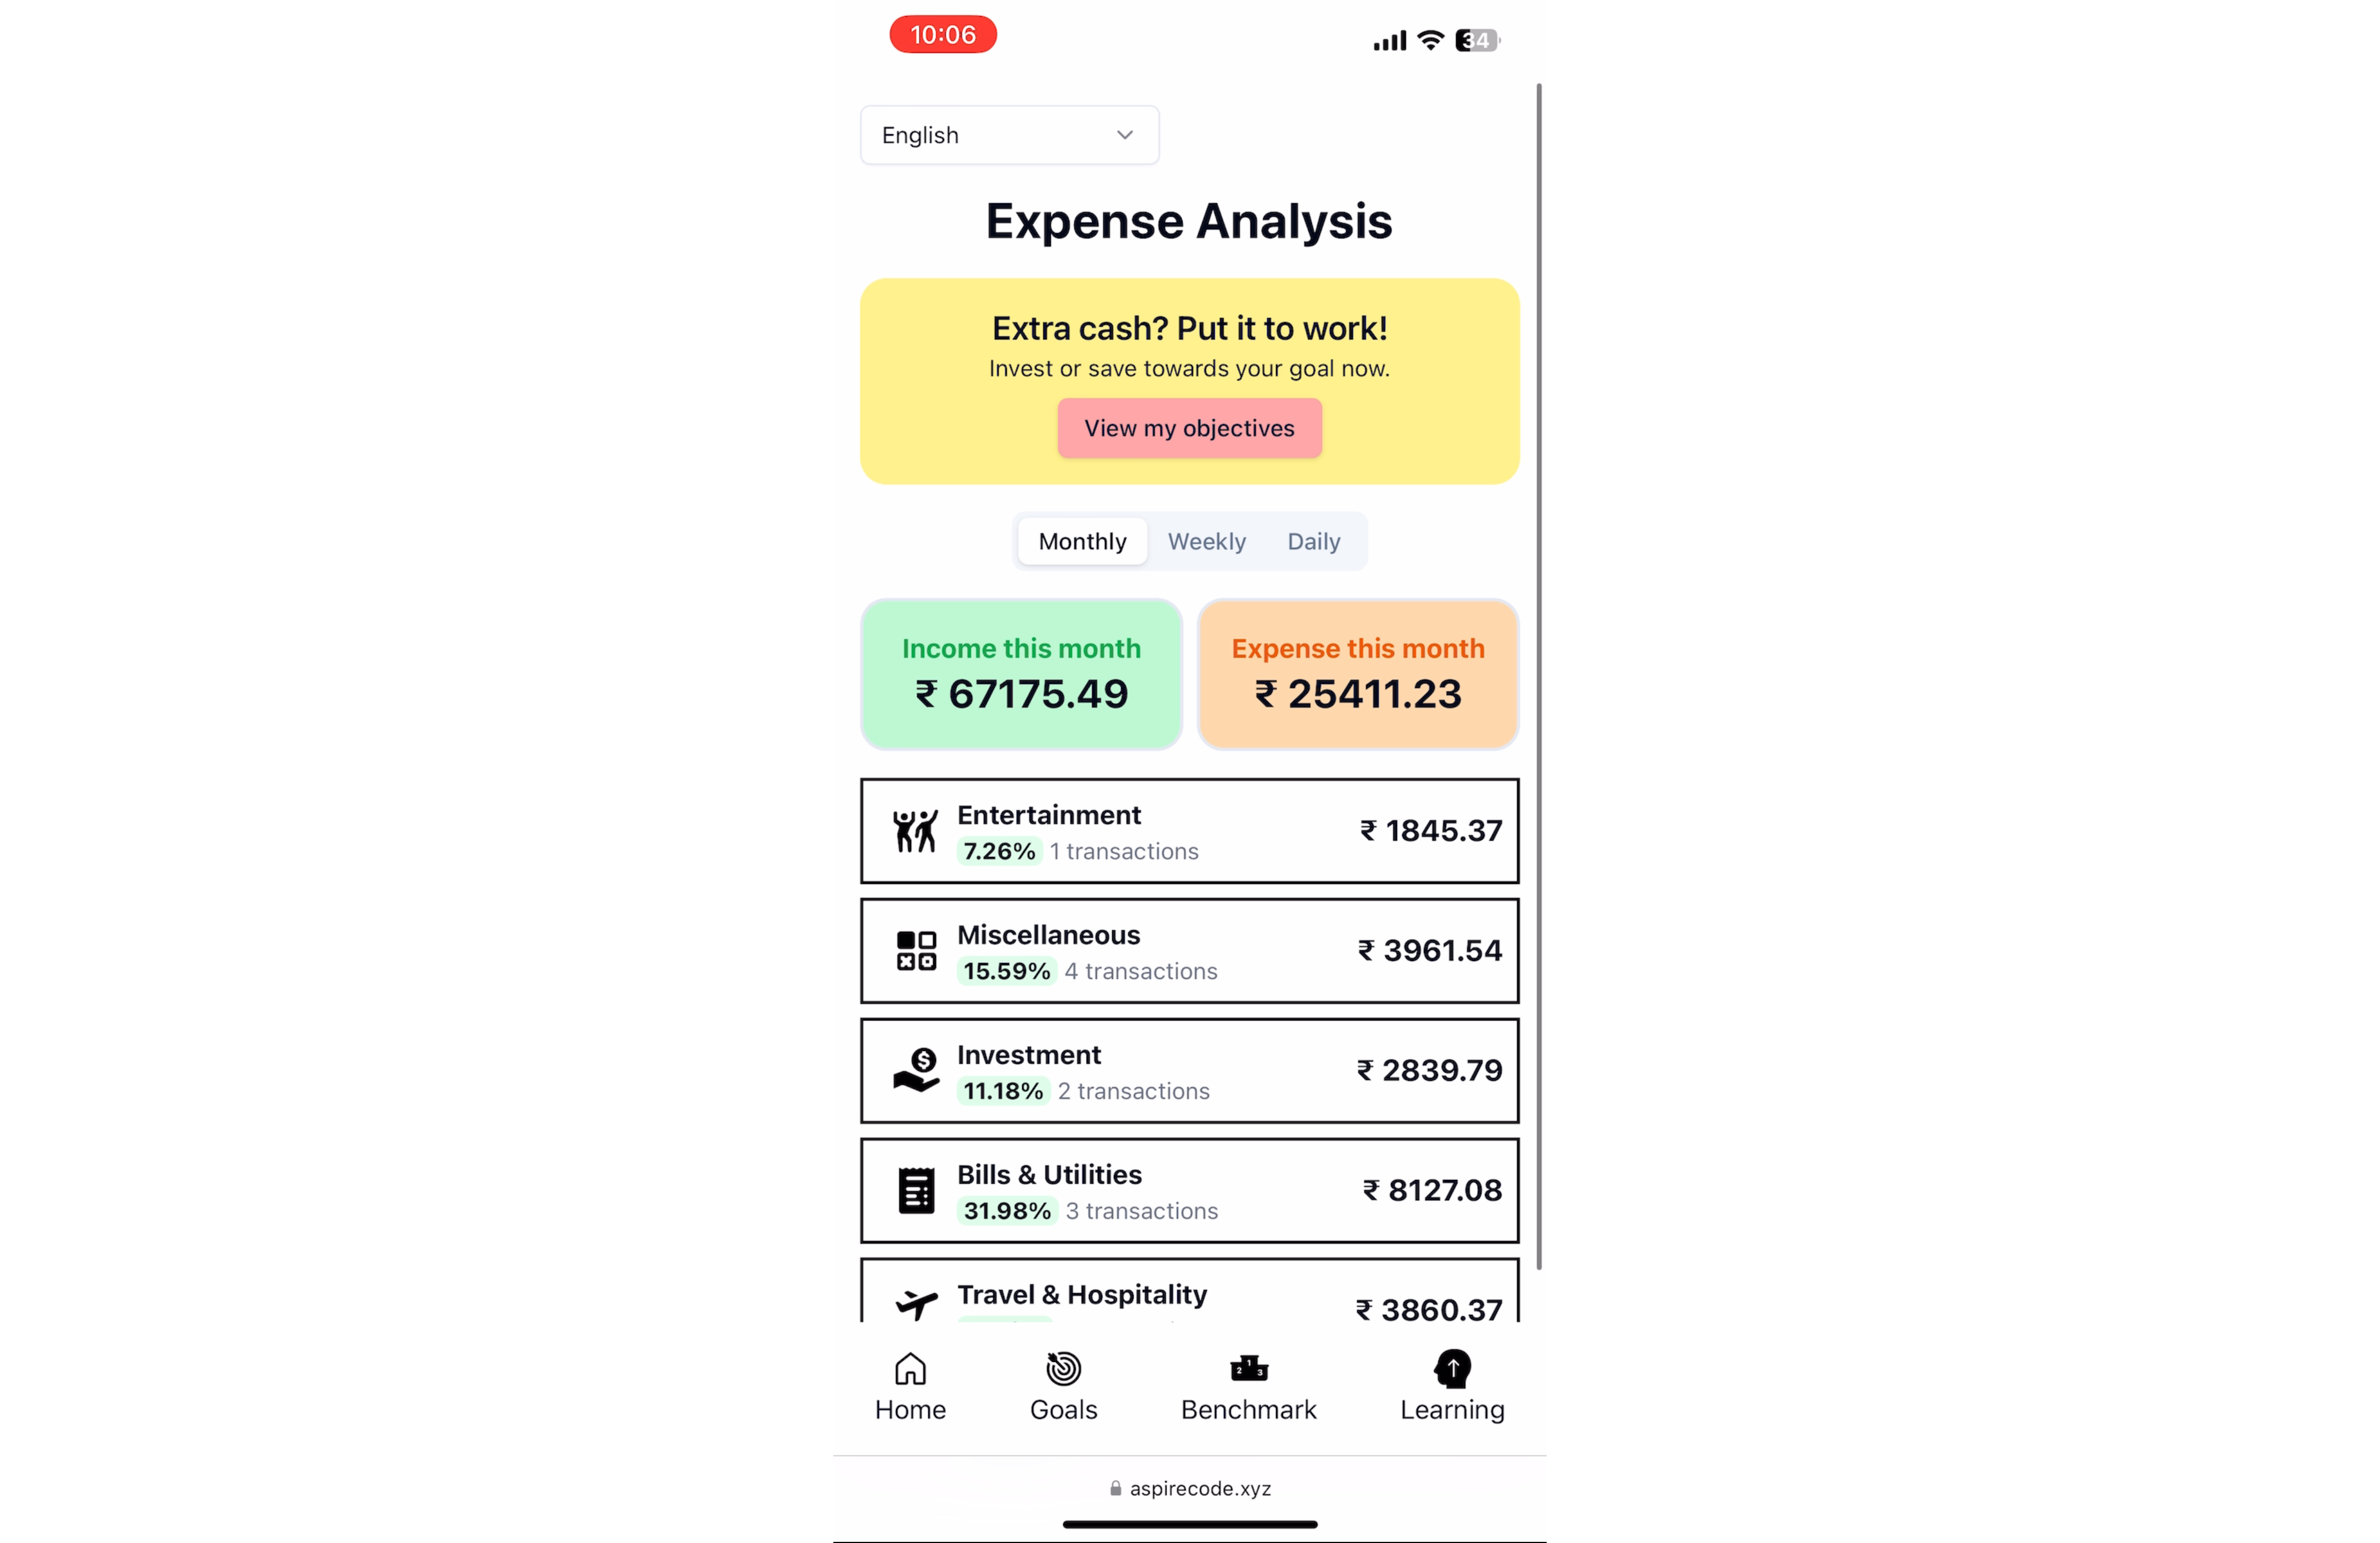 10:06
34
English
Expense Analysis
Extra cash? Put it to work!
Invest or save towards your goal now.
View my objectives
Monthly Weekly Daily
Income this month
₹ 67175.49
Expense this month
₹ 25411.23
Entertainment
7.26% 1 transactions
₹ 1845.37
Miscellaneous
15.59% 4 transactions
₹ 3961.54
Investment
11.18% 2 transactions
₹ 2839.79
Bills & Utilities
31.98% 3 transactions
₹ 8127.08
Travel & Hospitality
₹ 3860.37
2 1 3
Home Goals Benchmark Learning
aspirecode.xyz